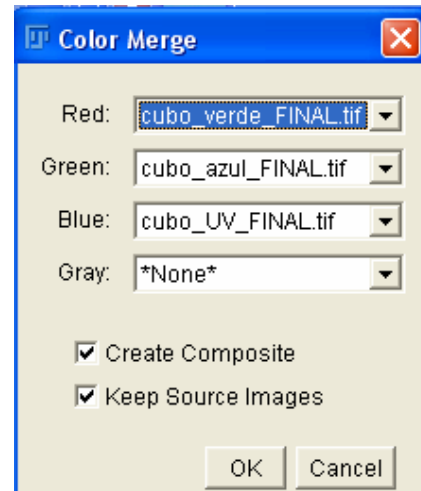 Color Merge
Red: cubo_verde_FINAL.tif
Green: cubo_azul_FINAL.tif
Blue: cubo_UV_FINAL.tif
Gray: *None*
Create Composite
Keep Source Images
OK Cancel